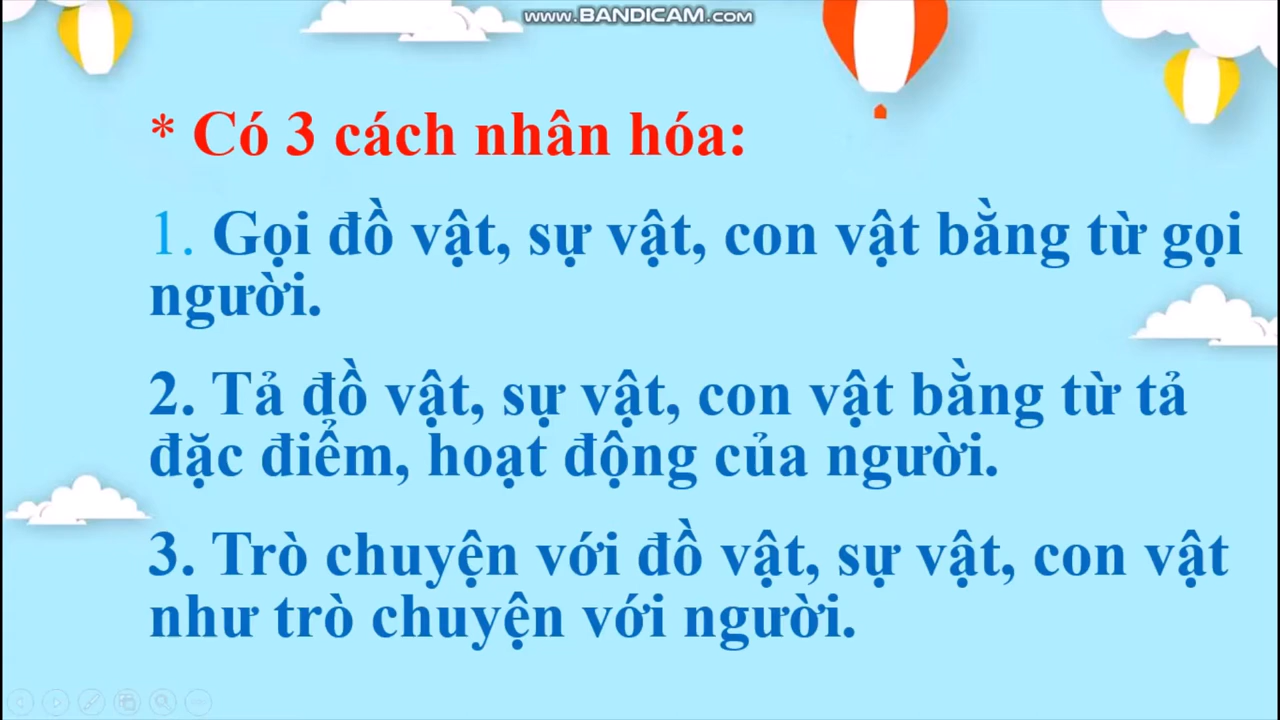 www.BANDICAM.com
* Có 3 cách nhân hóa:
1. Gọi đồ vật, sự vật, con vật bằng từ gọi
người.
2. Tả đồ vật, sự vật, con vật bằng từ tả
đặc điểm, hoạt động của người.
3. Trò chuyện với đồ vật, sự vật, con vật
như trò chuyện với người.